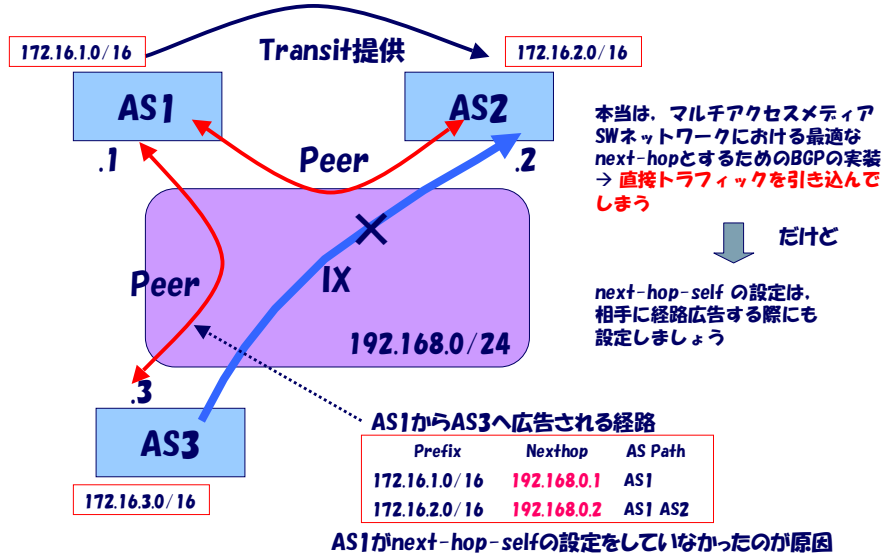 Transit提供
172.16.1.0/16
172.16.2.0/16
AS1
AS2
.1
.2
Peer
Peer
IX
192.168.0/24
.3
AS3
172.16.3.0/16
本当は，マルチアクセスメディア
SWネットワークにおける最適な
next-hopとするためのBGPの実装
→ 直接トラフィックを引き込んで
しまう
だけど
next-hop-self の設定は，
相手に経路広告する際にも
設定しましょう
AS1からAS3へ広告される経路
Prefix Nexthop AS Path
172.16.1.0/16 192.168.0.1 AS1
172.16.2.0/16 192.168.0.2 AS1 AS2
AS1がnext-hop-selfの設定をしていなかったのが原因